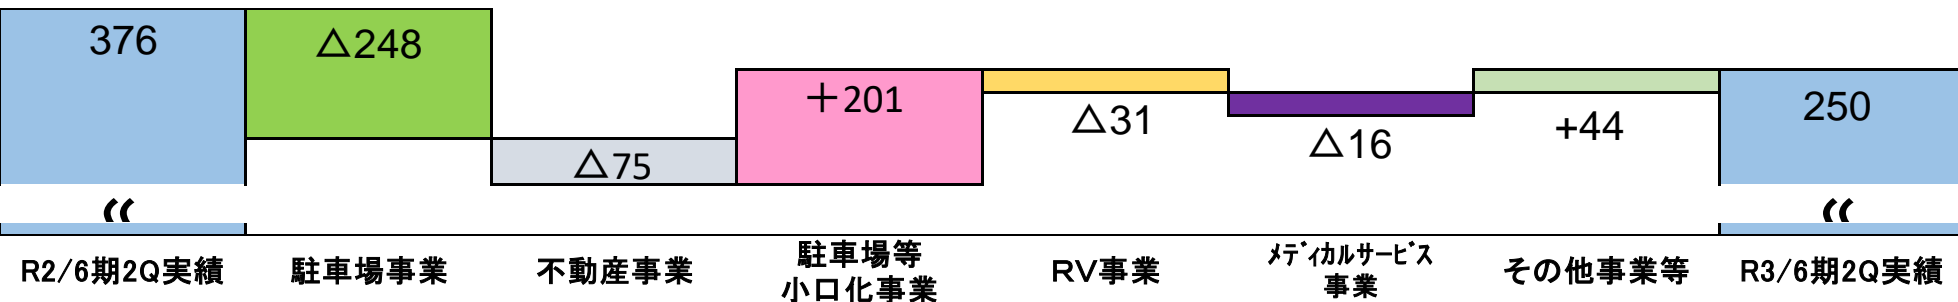 376
△248
△75
＋201
△31
△16
+44
250
《
《
R2/6期2Q実績
駐車場事業
不動産事業
駐車場等
小口化事業
RV事業
ﾒﾃﾞｨｶﾙｻｰﾋﾞｽ
事業
その他事業等
R3/6期2Q実績